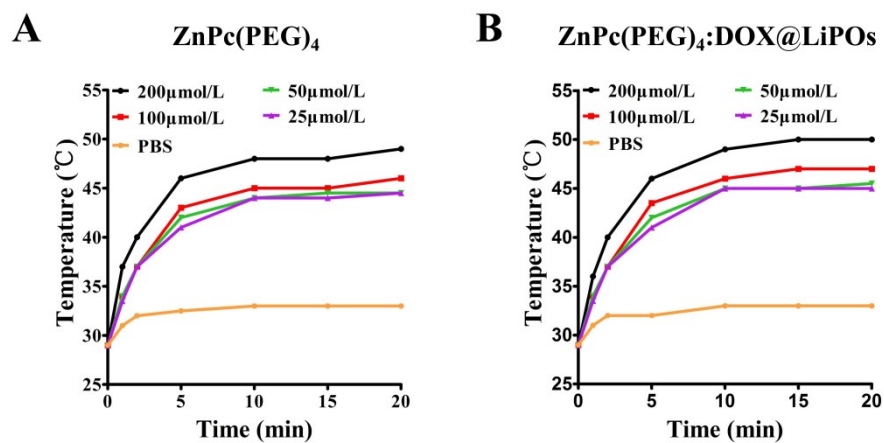 A
ZnPc(PEG)4
55
50
45
40
35
30
25
Temperature (℃)
200μmol/L
50μmol/L
100μmol/L
25μmol/L
PBS
0
5
10
15
20
Time (min)
B
ZnPc(PEG)4:DOX@LiPOs
55
50
45
40
35
30
25
Temperature (℃)
200μmol/L
50μmol/L
100μmol/L
25μmol/L
PBS
0
5
10
15
20
Time (min)